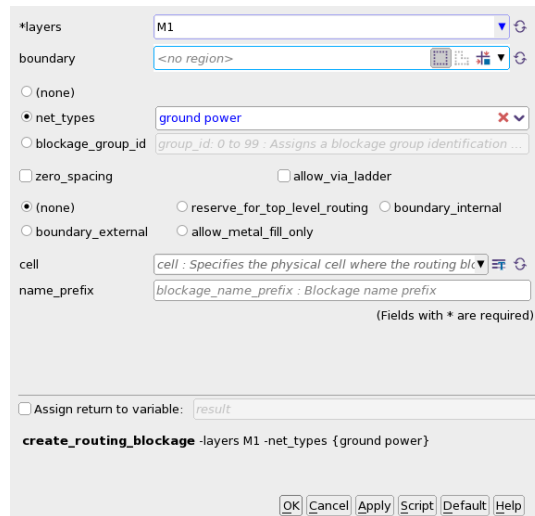 *layers M1
boundary <no region>
(none)
net_types ground power
blockage_group_id group_id: 0 to 99 : Assigns a blockage group identification ...
zero_spacing allow_via_ladder
(none) reserve_for_top_level_routing boundary_internal
boundary_external allow_metal_fill_only
cell cell : Specifies the physical cell where the routing blo
name_prefix blockage_name_prefix : Blockage name prefix
(Fields with * are required)
Assign return to variable: result
create_routing_blockage -layers M1 -net_types {ground power}
OK Cancel Apply Script Default Help